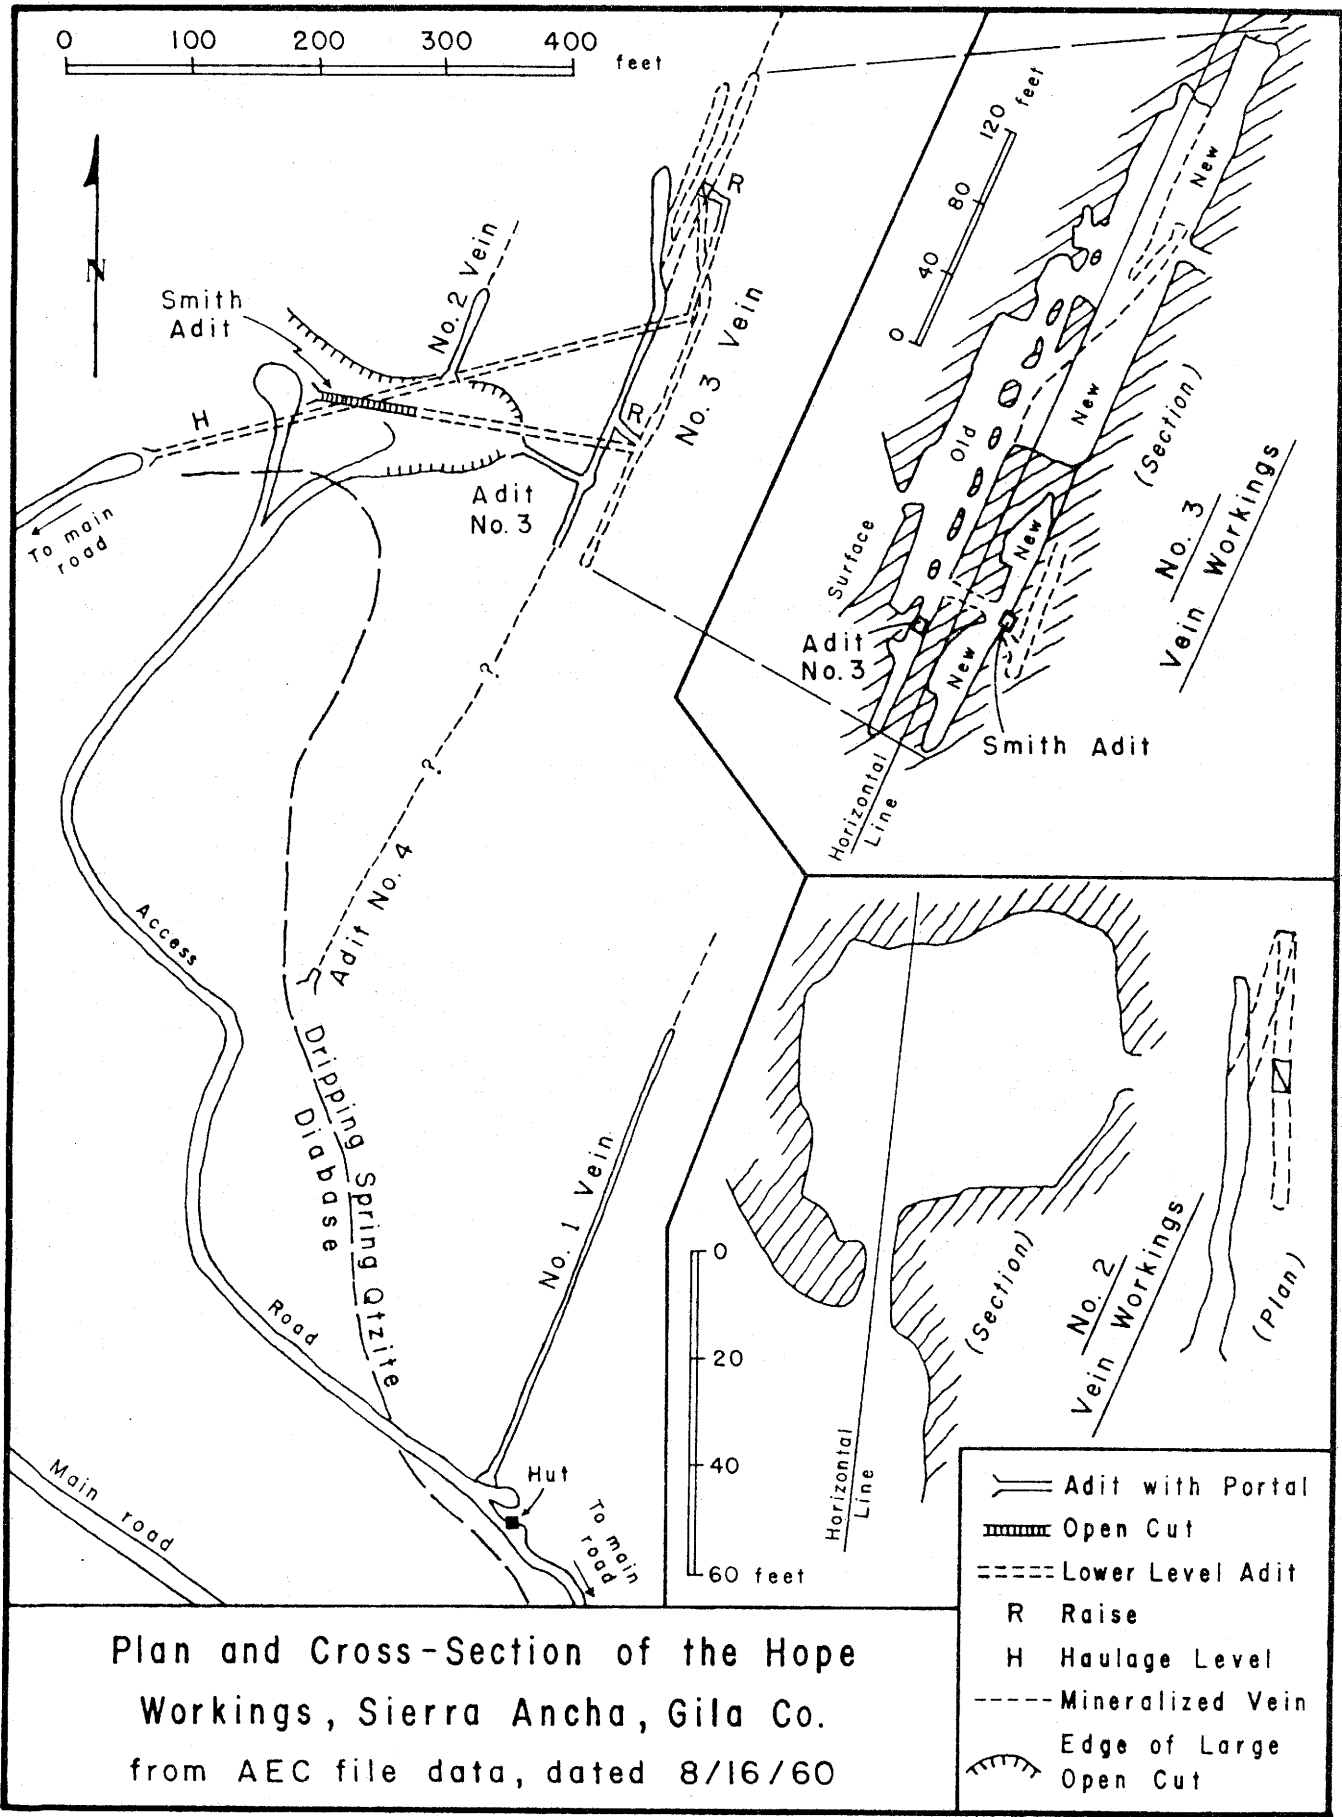 0 100 200 300 400 feet
N
Smith
Adit
No. 2 Vein
H
R
R
No. 3 Vein
Adit
No. 3
To main
road
?
?
Adit No. 4
Access
Road
Dripping Spring Qtzite
Diabase
No. 1 Vein
Hut
To main
road
Main road
0 40 80 120 feet
New
New
Old
New
New
Surface
Adit
No. 3
Smith Adit
Horizontal
Line
(Section)
No. 3
Vein Workings
0
20
40
60 feet
Horizontal
Line
(Section)
No. 2
Vein Workings
(Plan)
Adit with Portal
Open Cut
Lower Level Adit
R Raise
H Haulage Level
Mineralized Vein
Edge of Large
Open Cut
Plan and Cross-Section of the Hope
Workings, Sierra Ancha, Gila Co.
from AEC file data, dated 8/16/60